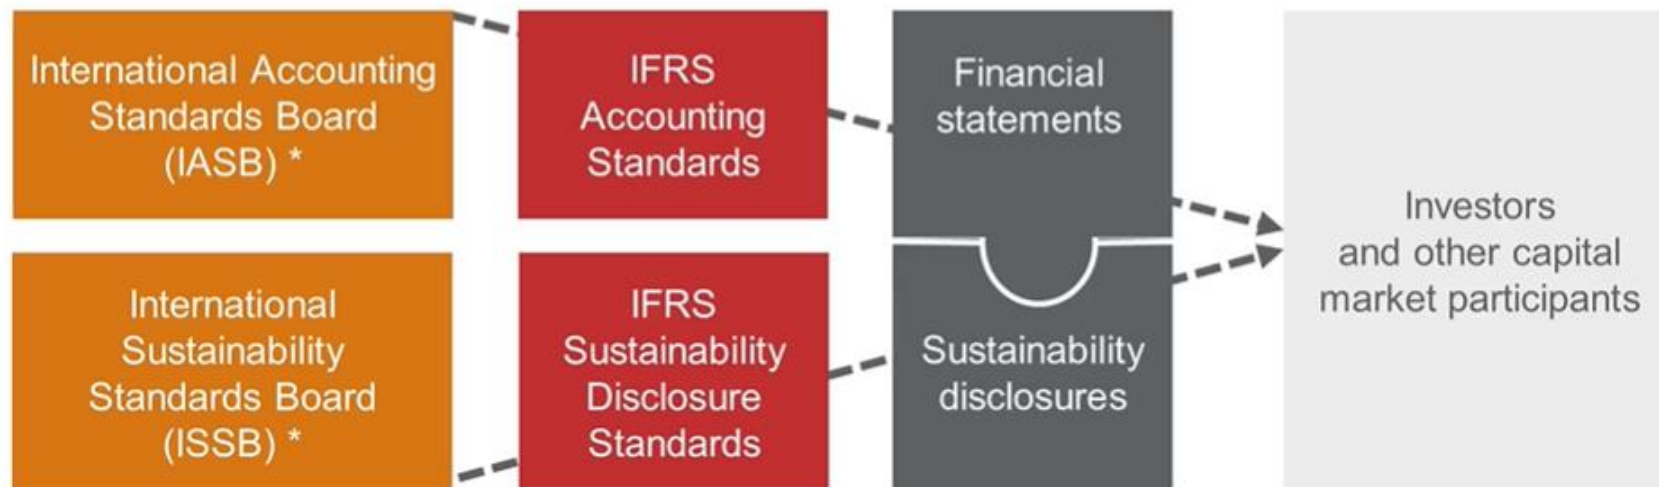 International Accounting
Standards Board
(IASB) *
IFRS
Accounting
Standards
Financial
statements
Investors
and other capital
market participants
International
Sustainability
Standards Board
(ISSB) *
IFRS
Sustainability
Disclosure
Standards
Sustainability
disclosures